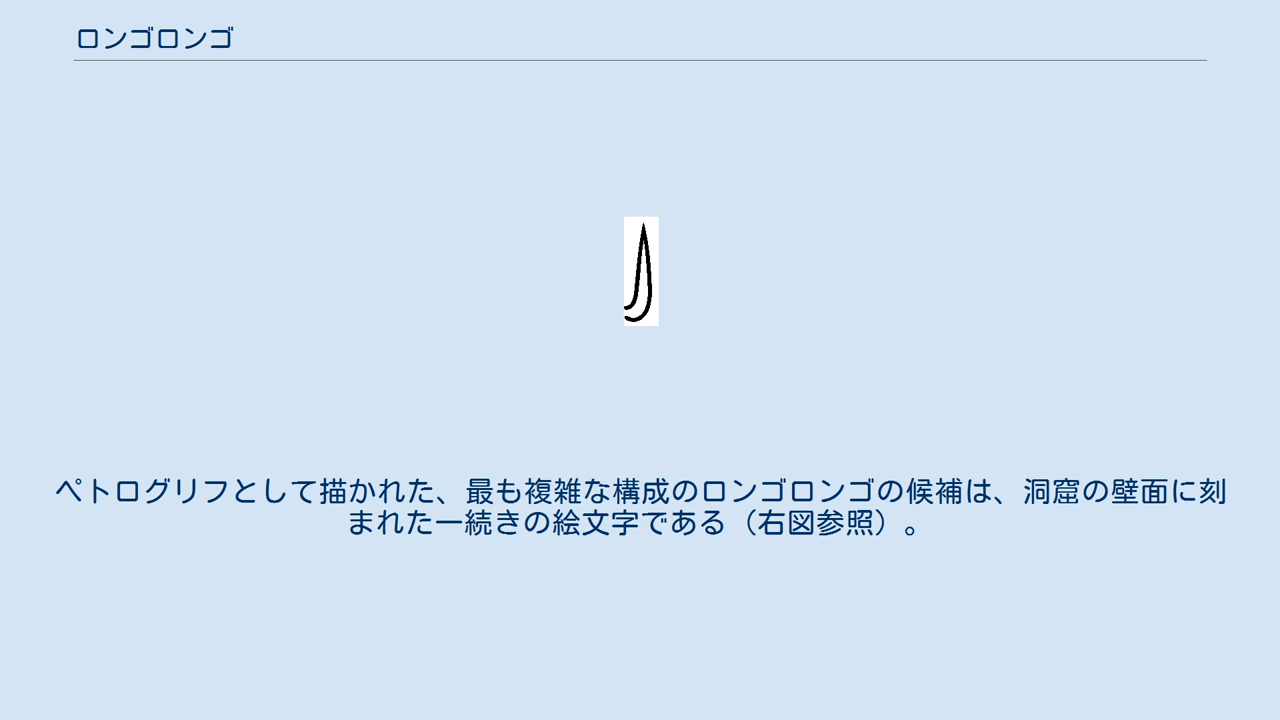 ロンゴロンゴ
ペトログリフとして描かれた、最も複雑な構成のロンゴロンゴの候補は、洞窟の壁面に刻
まれた一続きの絵文字である（右図参照）。